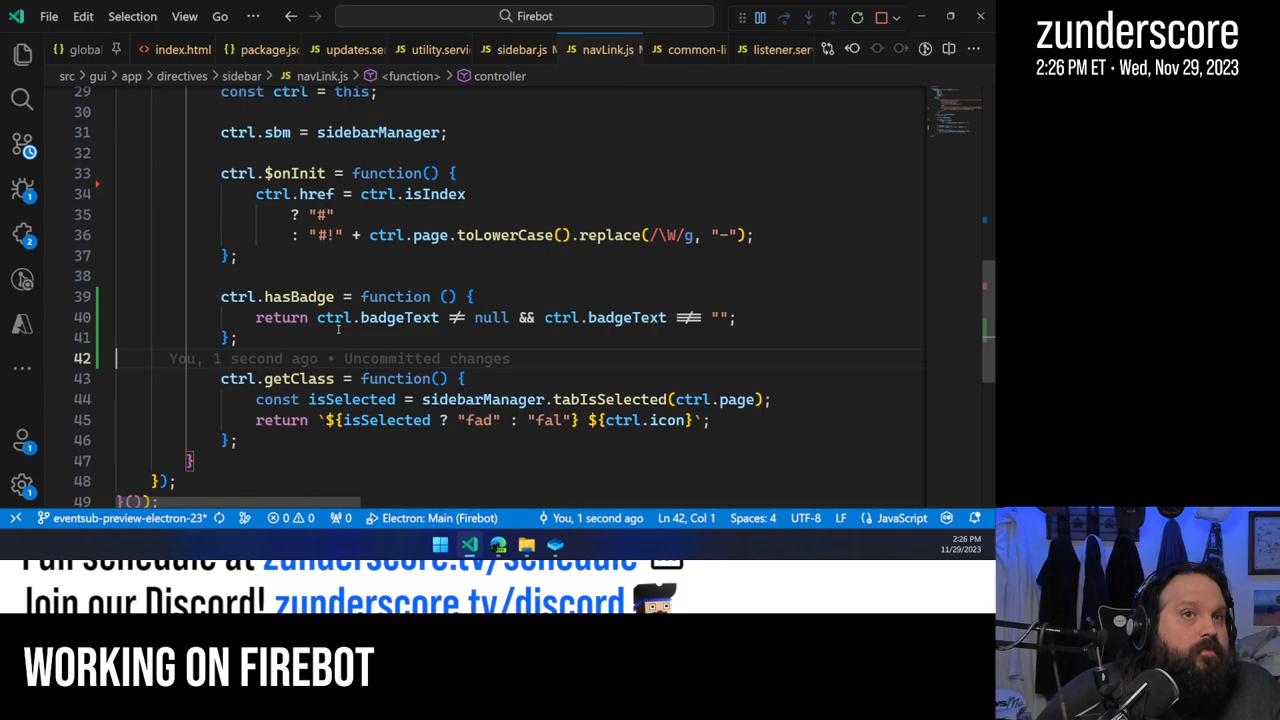 File Edit Selection View Go ··· Firebot
global index.html package.js updates.se utility.servi sidebar.js M navLink.js M common-li listener.ser
src > gui > app > directives > sidebar > navLink.js > <function> > controller
29 const ctrl = this;
30
31 ctrl.sbm = sidebarManager;
32
33 ctrl.$onInit = function() {
34 ctrl.href = ctrl.isIndex
35 ? "#"
36 : "#!" + ctrl.page.toLowerCase().replace(/\W/g, "-");
37 };
38
39 ctrl.hasBadge = function () {
40 return ctrl.badgeText != null && ctrl.badgeText !== "";
41 };
42 You, 1 second ago • Uncommitted changes
43 ctrl.getClass = function() {
44 const isSelected = sidebarManager.tabIsSelected(ctrl.page);
45 return `${isSelected ? "fad" : "fal"} ${ctrl.icon}`;
46 };
47 }
48 });
49 }());
eventsub-preview-electron-23* 0 0 0 Electron: Main (Firebot) You, 1 second ago Ln 42, Col 1 Spaces: 4 UTF-8 LF JavaScript
2:26 PM
11/29/2023
Full schedule at zunderscore.tv/schedule
Join our Discord! zunderscore.tv/discord
WORKING ON FIREBOT
zunderscore
2:26 PM ET • Wed, Nov 29, 2023